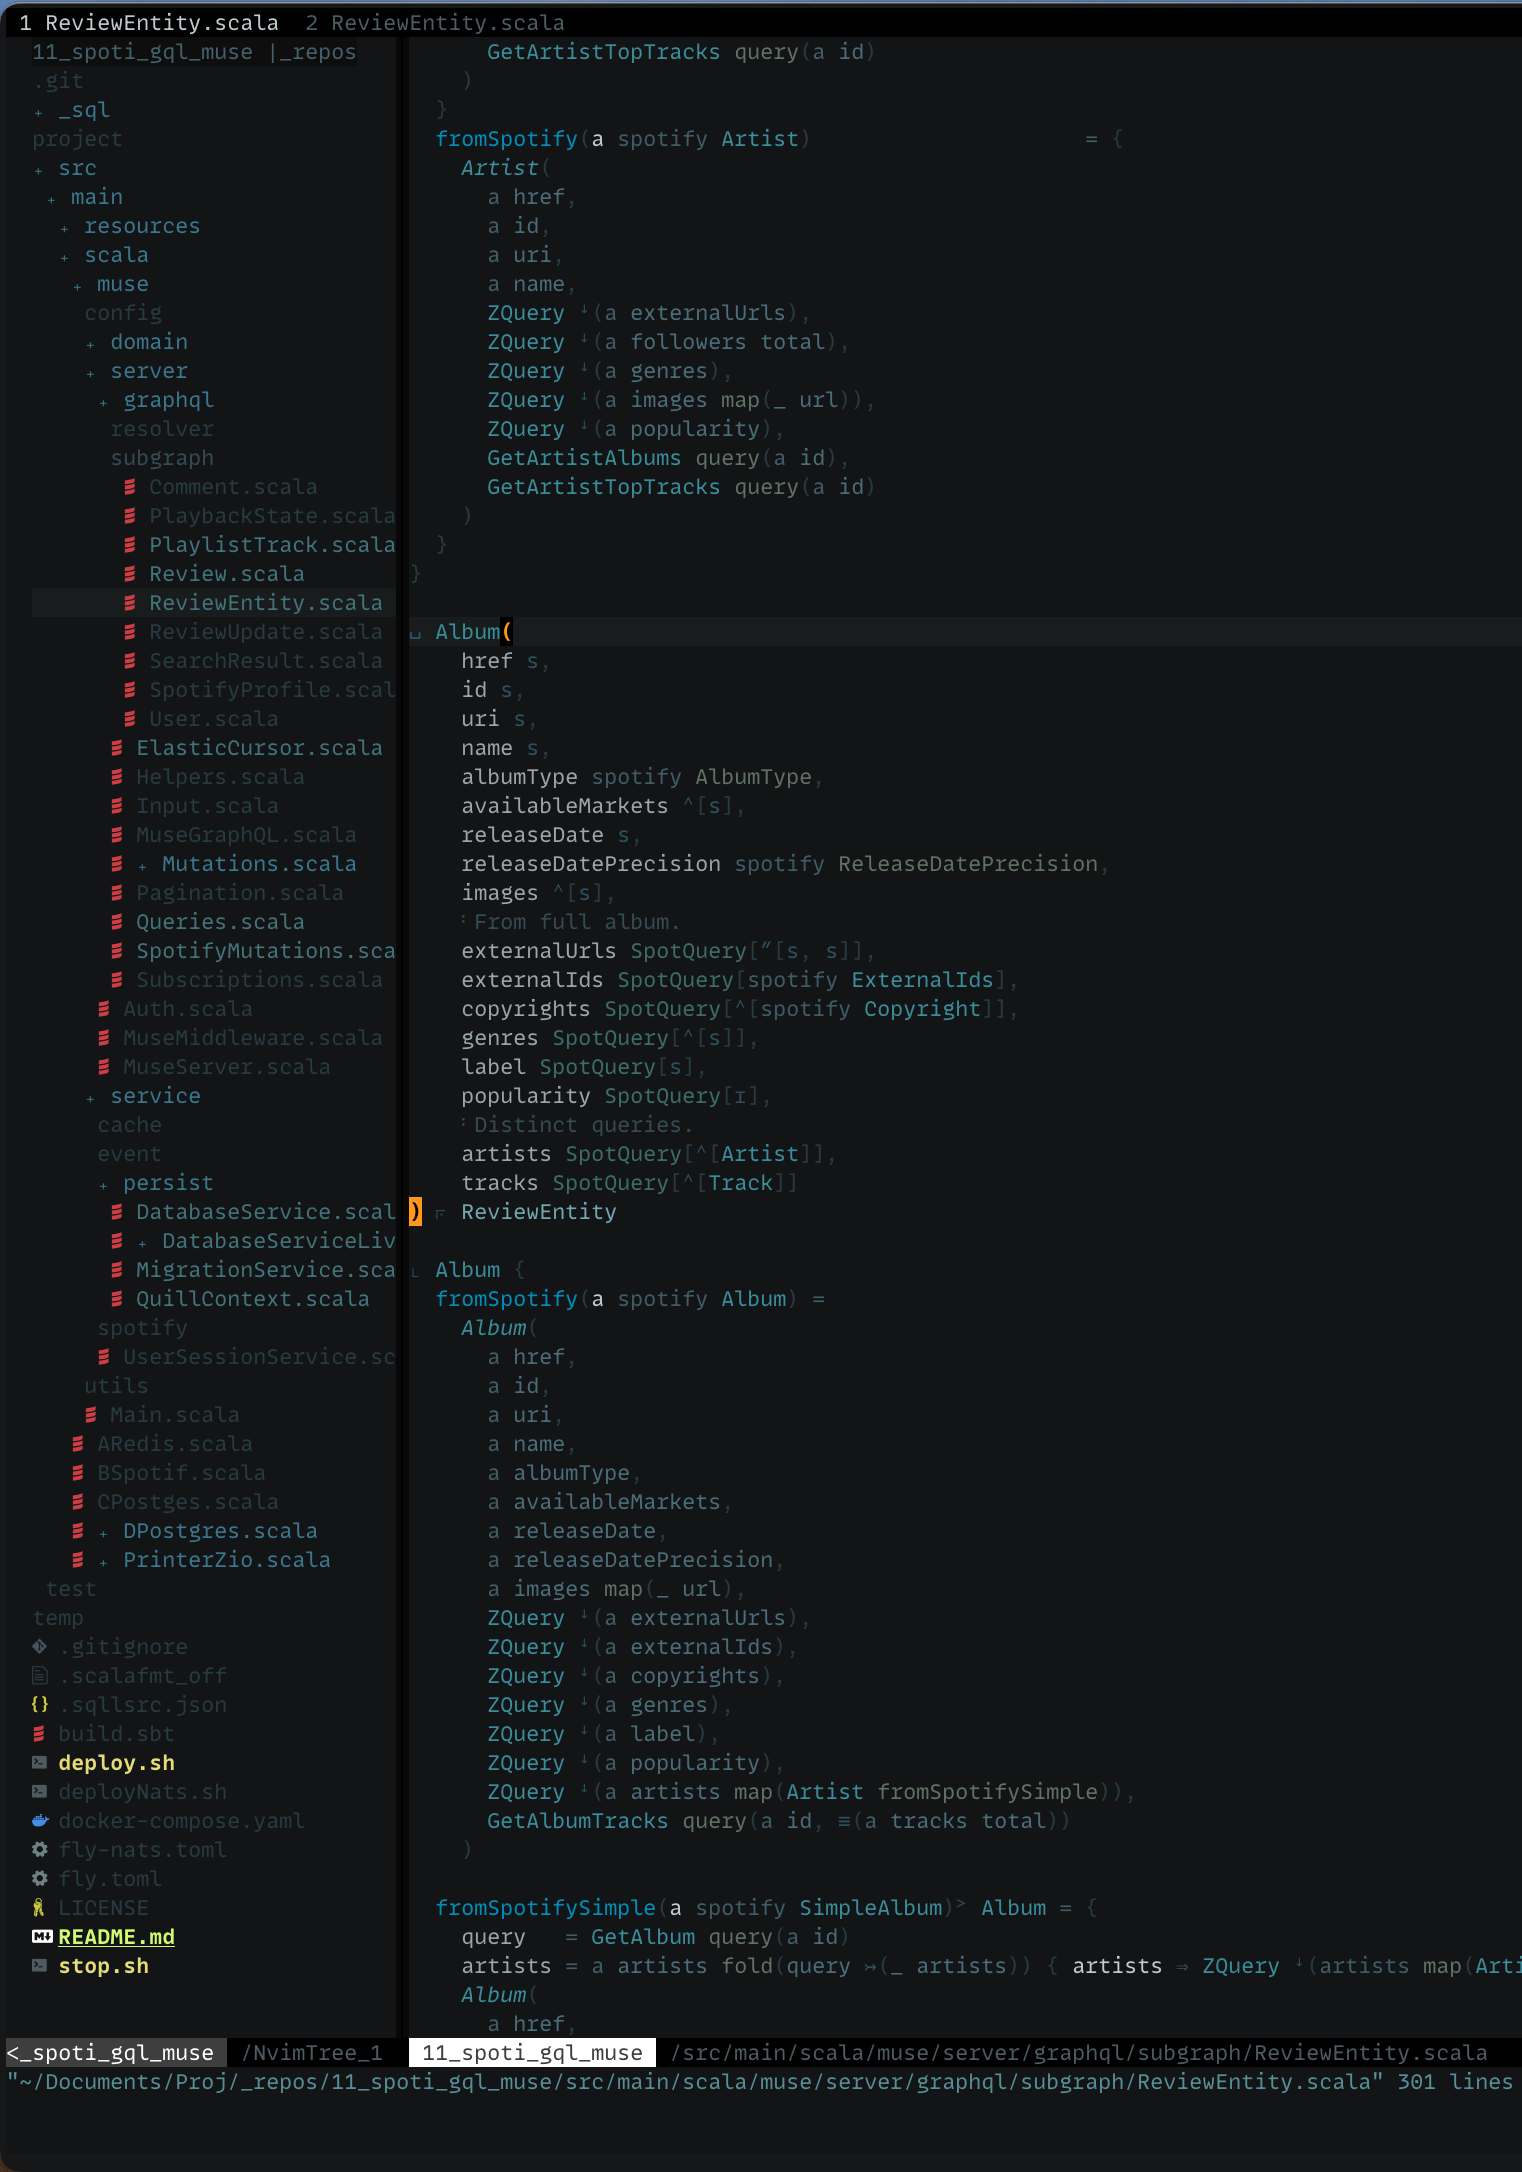 1 ReviewEntity.scala  2 ReviewEntity.scala
11_spoti_gql_muse |_repos
.git
+ _sql
project
+ src
+ main
+ resources
+ scala
+ muse
config
+ domain
+ server
+ graphql
resolver
subgraph
Comment.scala
PlaybackState.scala
PlaylistTrack.scala
Review.scala
ReviewEntity.scala
ReviewUpdate.scala
SearchResult.scala
SpotifyProfile.scal
User.scala
ElasticCursor.scala
Helpers.scala
Input.scala
MuseGraphQL.scala
+ Mutations.scala
Pagination.scala
Queries.scala
SpotifyMutations.sca
Subscriptions.scala
Auth.scala
MuseMiddleware.scala
MuseServer.scala
+ service
cache
event
+ persist
DatabaseService.scal
+ DatabaseServiceLiv
MigrationService.sca
QuillContext.scala
spotify
UserSessionService.sc
utils
Main.scala
ARedis.scala
BSpotif.scala
CPostges.scala
+ DPostgres.scala
+ PrinterZio.scala
test
temp
.gitignore
.scalafmt_off
{} .sqllsrc.json
build.sbt
deploy.sh
deployNats.sh
docker-compose.yaml
fly-nats.toml
fly.toml
LICENSE
README.md
stop.sh
GetArtistTopTracks query(a id)
)
}
fromSpotify(a spotify Artist) = {
Artist(
a href,
a id,
a uri,
a name,
ZQuery ↓(a externalUrls),
ZQuery ↓(a followers total),
ZQuery ↓(a genres),
ZQuery ↓(a images map(_ url)),
ZQuery ↓(a popularity),
GetArtistAlbums query(a id),
GetArtistTopTracks query(a id)
)
}
}
Album(
href s,
id s,
uri s,
name s,
albumType spotify AlbumType,
availableMarkets ^[s],
releaseDate s,
releaseDatePrecision spotify ReleaseDatePrecision,
images ^[s],
: From full album.
externalUrls SpotQuery[″[s, s]],
externalIds SpotQuery[spotify ExternalIds],
copyrights SpotQuery[^[spotify Copyright]],
genres SpotQuery[^[s]],
label SpotQuery[s],
popularity SpotQuery[ɪ],
: Distinct queries.
artists SpotQuery[^[Artist]],
tracks SpotQuery[^[Track]]
) ReviewEntity
Album {
fromSpotify(a spotify Album) =
Album(
a href,
a id,
a uri,
a name,
a albumType,
a availableMarkets,
a releaseDate,
a releaseDatePrecision,
a images map(_ url),
ZQuery ↓(a externalUrls),
ZQuery ↓(a externalIds),
ZQuery ↓(a copyrights),
ZQuery ↓(a genres),
ZQuery ↓(a label),
ZQuery ↓(a popularity),
ZQuery ↓(a artists map(Artist fromSpotifySimple)),
GetAlbumTracks query(a id, ≡(a tracks total))
)
fromSpotifySimple(a spotify SimpleAlbum)˃ Album = {
query   = GetAlbum query(a id)
artists = a artists fold(query ↣(_ artists)) { artists ⇒ ZQuery ↓(artists map(Arti
Album(
a href,
<_spoti_gql_muse /NvimTree_1 11_spoti_gql_muse /src/main/scala/muse/server/graphql/subgraph/ReviewEntity.scala
"~/Documents/Proj/_repos/11_spoti_gql_muse/src/main/scala/muse/server/graphql/subgraph/ReviewEntity.scala" 301 lines